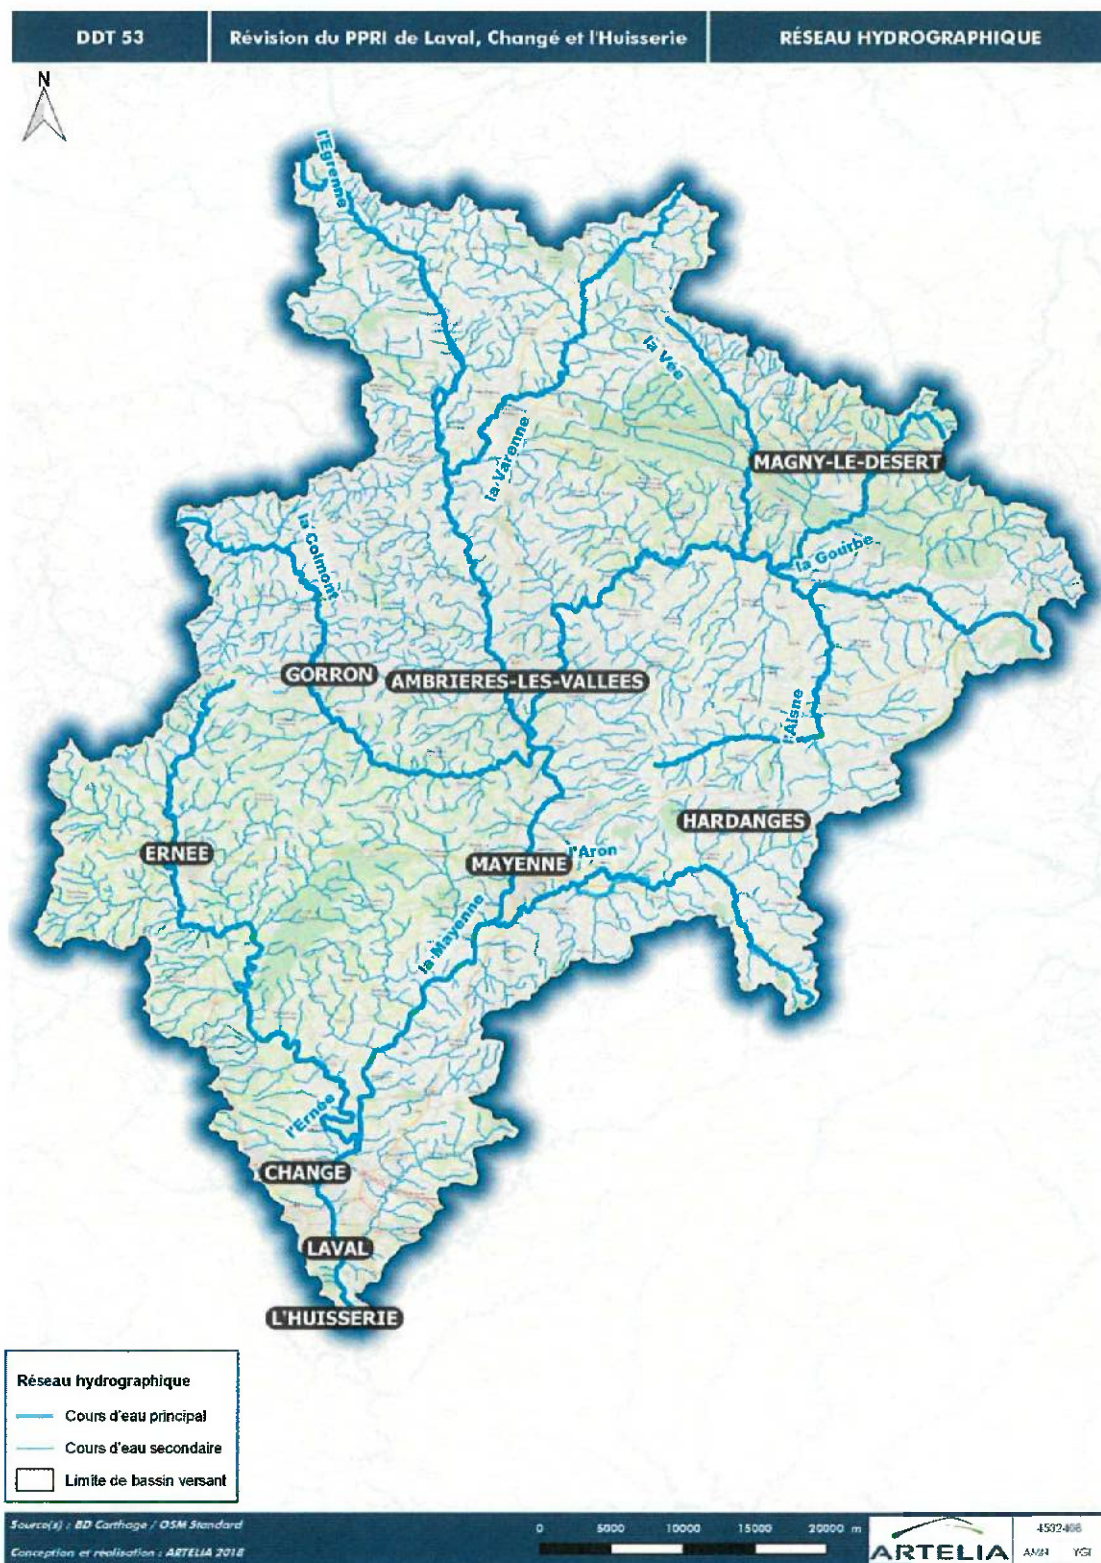 DDT 53
Révision du PPRI de Laval, Changé et l'Huisserie
RÉSEAU HYDROGRAPHIQUE
N
l'Egrenne
la Vée
la Varenne
MAGNY-LE-DESERT
la Colmont
la Gourbe
GORRON
AMBRIERES-LES-VALLEES
l'Aisne
HARDANGES
ERNEE
l'Aron
MAYENNE
la Mayenne
l'Ernée
CHANGE
LAVAL
L'HUISSERIE
Réseau hydrographique
Cours d'eau principal
Cours d'eau secondaire
Limite de bassin versant
Source(s) : BD Carthage / OSM Standard
Conception et réalisation : ARTELIA 2018
0 5000 10000 15000 20000 m
ARTELIA
YGI